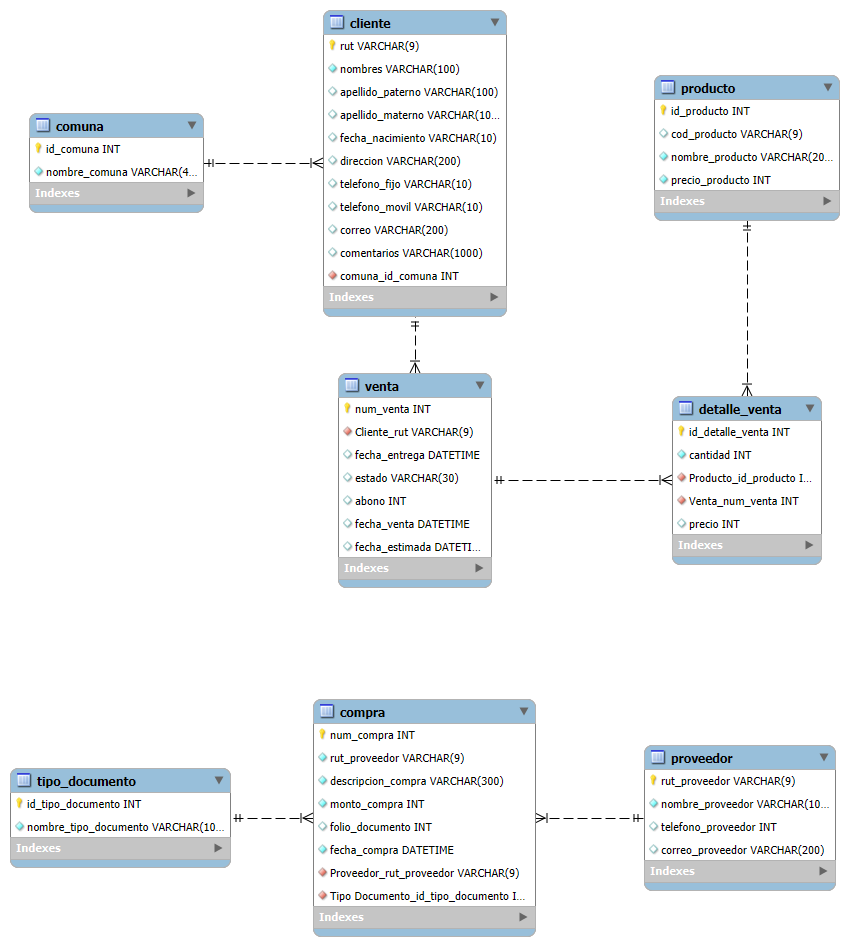 cliente
rut VARCHAR(9)
nombres VARCHAR(100)
apellido_paterno VARCHAR(100)
apellido_materno VARCHAR(10...
fecha_nacimiento VARCHAR(10)
direccion VARCHAR(200)
telefono_fijo VARCHAR(10)
telefono_movil VARCHAR(10)
correo VARCHAR(200)
comentarios VARCHAR(1000)
comuna_id_comuna INT
Indexes
comuna
id_comuna INT
nombre_comuna VARCHAR(4...
Indexes
producto
id_producto INT
cod_producto VARCHAR(9)
nombre_producto VARCHAR(20...
precio_producto INT
Indexes
venta
num_venta INT
Cliente_rut VARCHAR(9)
fecha_entrega DATETIME
estado VARCHAR(30)
abono INT
fecha_venta DATETIME
fecha_estimada DATETI...
Indexes
detalle_venta
id_detalle_venta INT
cantidad INT
Producto_id_producto I...
Venta_num_venta INT
precio INT
Indexes
compra
num_compra INT
rut_proveedor VARCHAR(9)
descripcion_compra VARCHAR(300)
monto_compra INT
folio_documento INT
fecha_compra DATETIME
Proveedor_rut_proveedor VARCHAR(9)
Tipo Documento_id_tipo_documento I...
Indexes
tipo_documento
id_tipo_documento INT
nombre_tipo_documento VARCHAR(10...
Indexes
proveedor
rut_proveedor VARCHAR(9)
nombre_proveedor VARCHAR(10...
telefono_proveedor INT
correo_proveedor VARCHAR(200)
Indexes